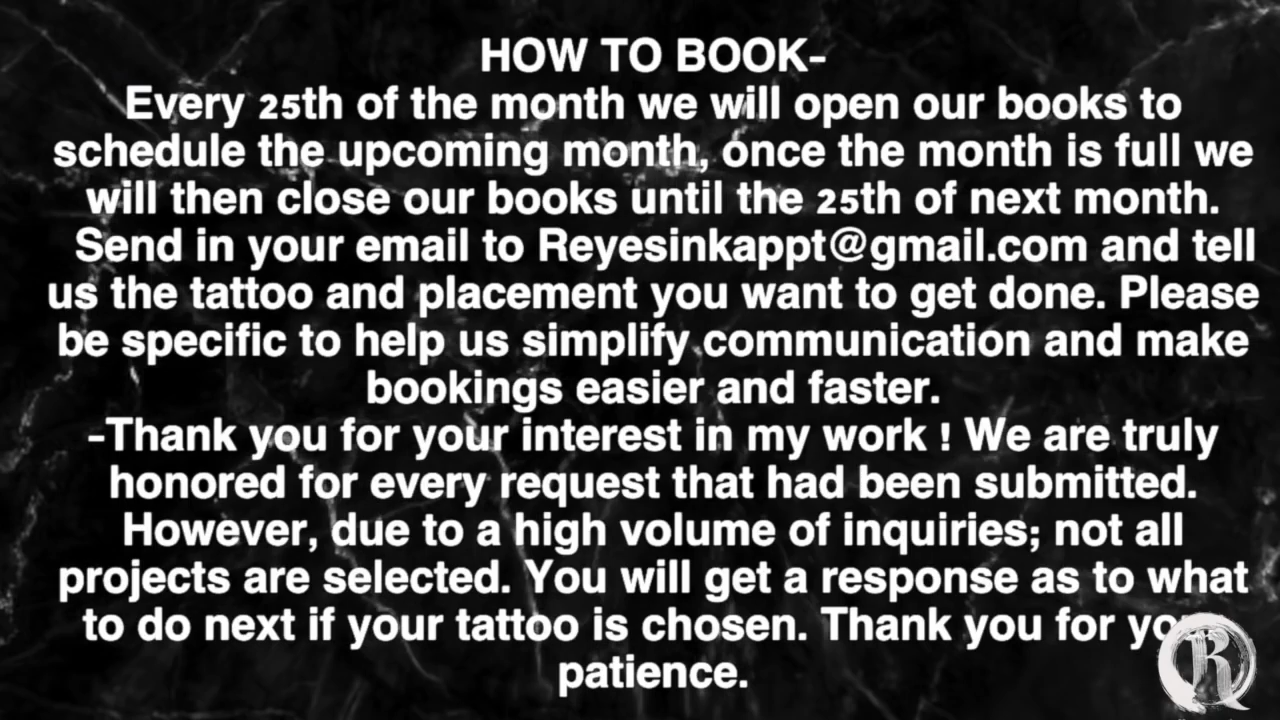 HOW TO BOOK-
Every 25th of the month we will open our books to
schedule the upcoming month, once the month is full we
will then close our books until the 25th of next month.
Send in your email to Reyesinkappt@gmail.com and tell
us the tattoo and placement you want to get done. Please
be specific to help us simplify communication and make
bookings easier and faster.
-Thank you for your interest in my work ! We are truly
honored for every request that had been submitted.
However, due to a high volume of inquiries; not all
projects are selected. You will get a response as to what
to do next if your tattoo is chosen. Thank you for your
patience.
R